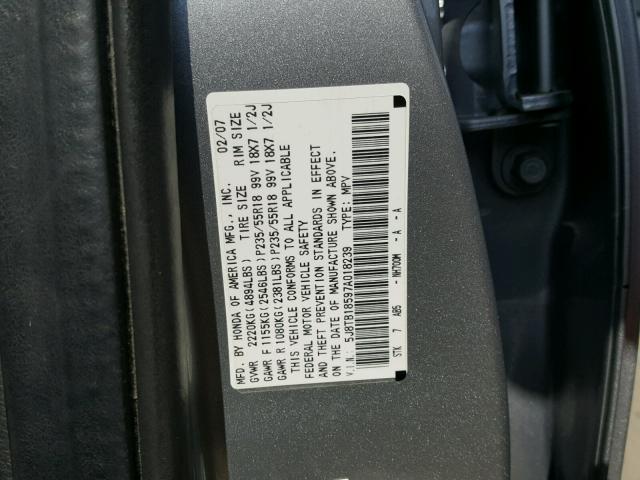 MFD. BY HONDA OF AMERICA MFG., INC. 02/07
GVWR 2220KG(4894LBS) TIRE SIZE RIM SIZE
GAWR F 1155KG(2546LBS)P235/55R18 99V 18X7 1/2J
GAWR R 1080KG(2381LBS)P235/55R18 99V 18X7 1/2J
THIS VEHICLE CONFORMS TO ALL APPLICABLE
FEDERAL MOTOR VEHICLE SAFETY
AND THEFT PREVENTION STANDARDS IN EFFECT
ON THE DATE OF MANUFACTURE SHOWN ABOVE.
V.I.N.: 5J8TB18597A018239 TYPE: MPV
STK 7 AB5 - NH700M - A - A